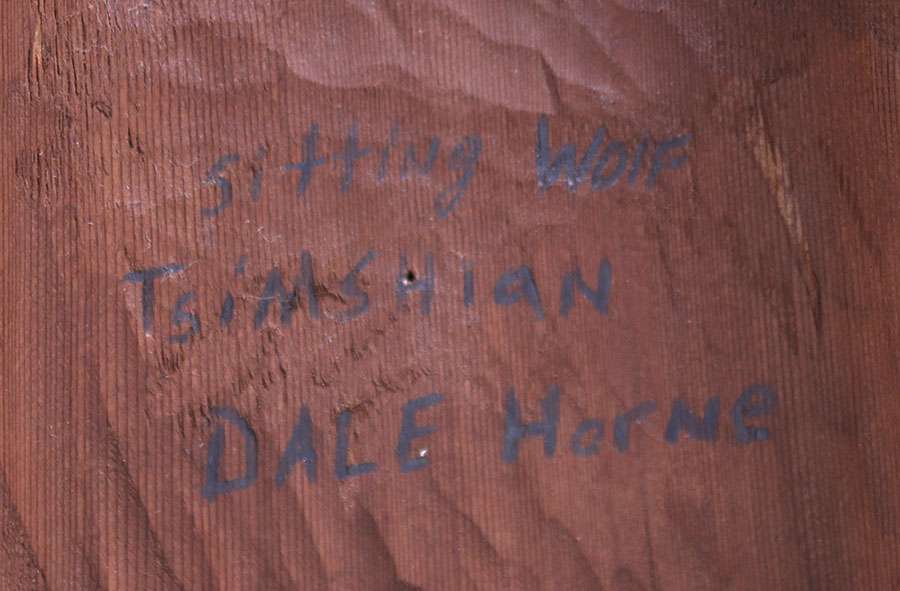 sitting Wolf
Tsimshian
DALE Horne